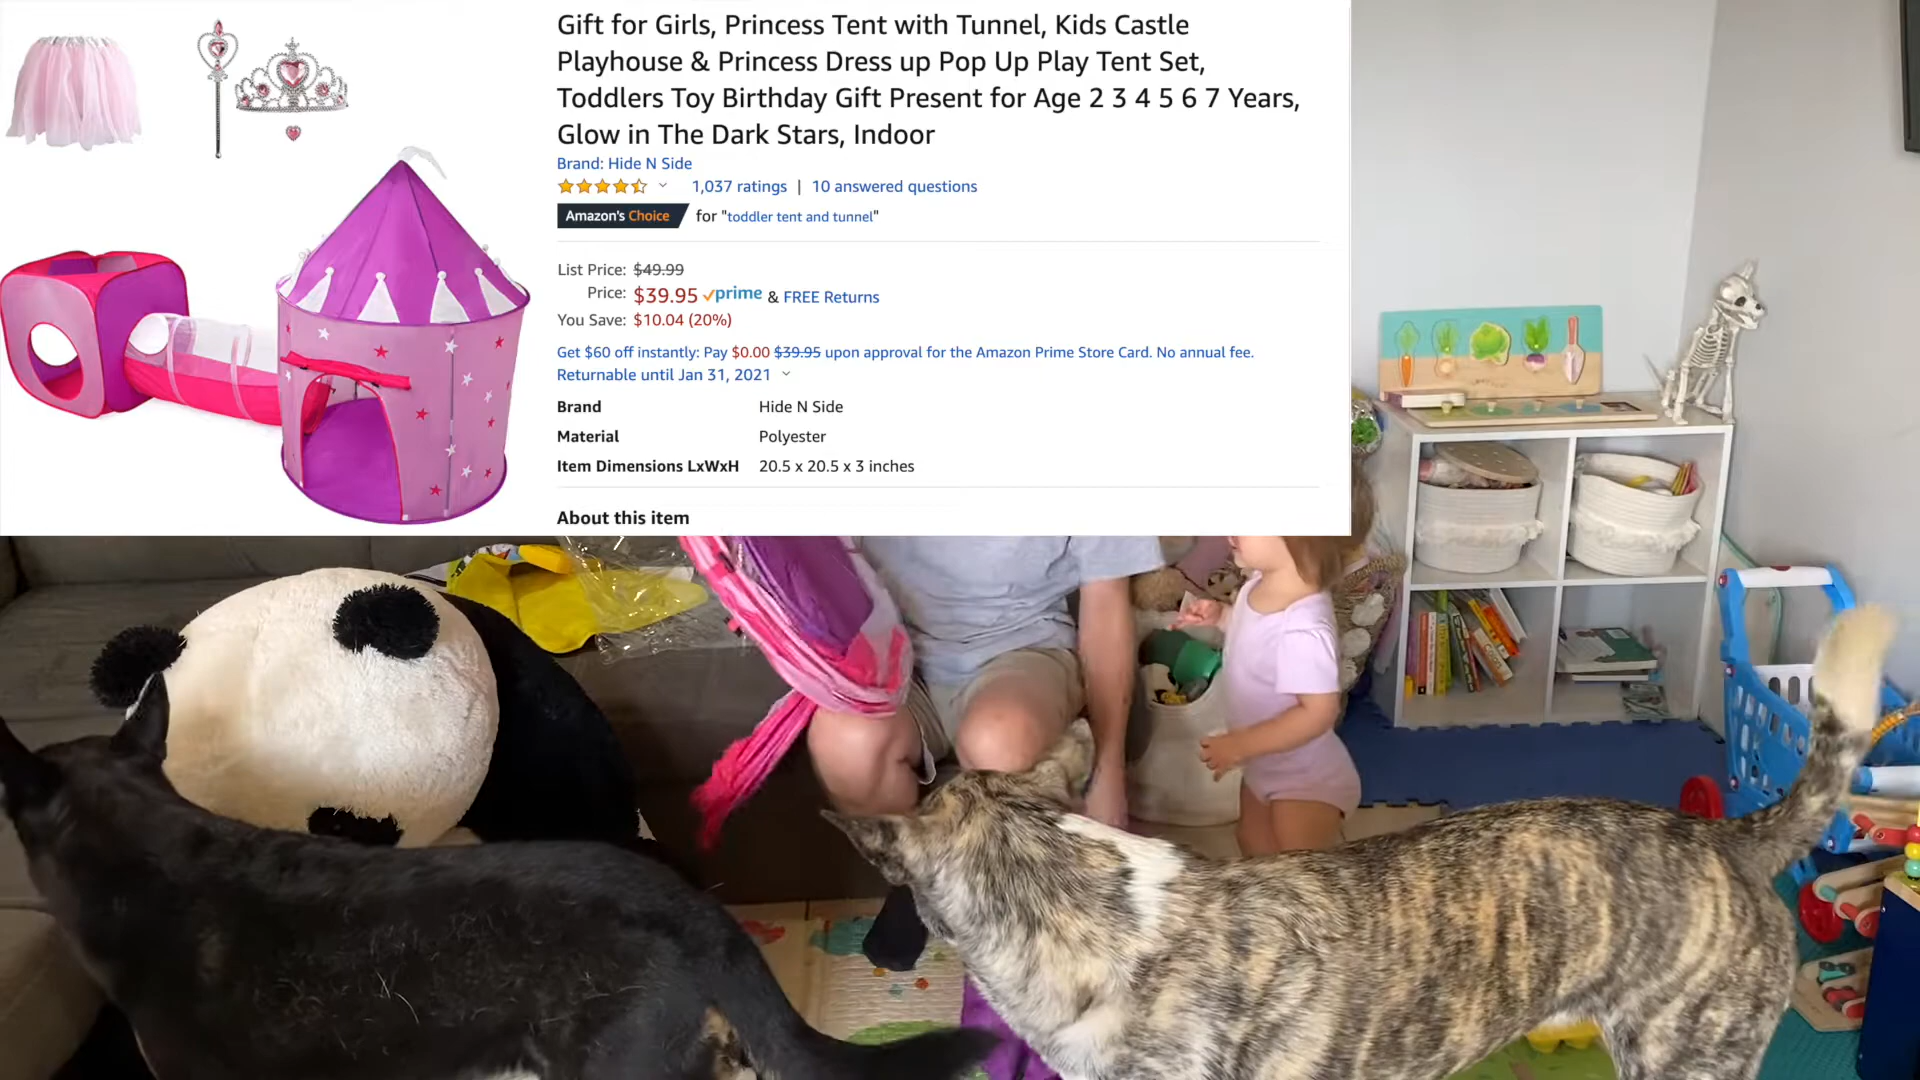 Gift for Girls, Princess Tent with Tunnel, Kids Castle
Playhouse & Princess Dress up Pop Up Play Tent Set,
Toddlers Toy Birthday Gift Present for Age 2 3 4 5 6 7 Years,
Glow in The Dark Stars, Indoor
Brand: Hide N Side
1,037 ratings | 10 answered questions
Amazon's Choice for "toddler tent and tunnel"
List Price: $49.99
Price: $39.95 prime & FREE Returns
You Save: $10.04 (20%)
Get $60 off instantly: Pay $0.00 $39.95 upon approval for the Amazon Prime Store Card. No annual fee.
Returnable until Jan 31, 2021
Brand Hide N Side
Material Polyester
Item Dimensions LxWxH 20.5 x 20.5 x 3 inches
About this item